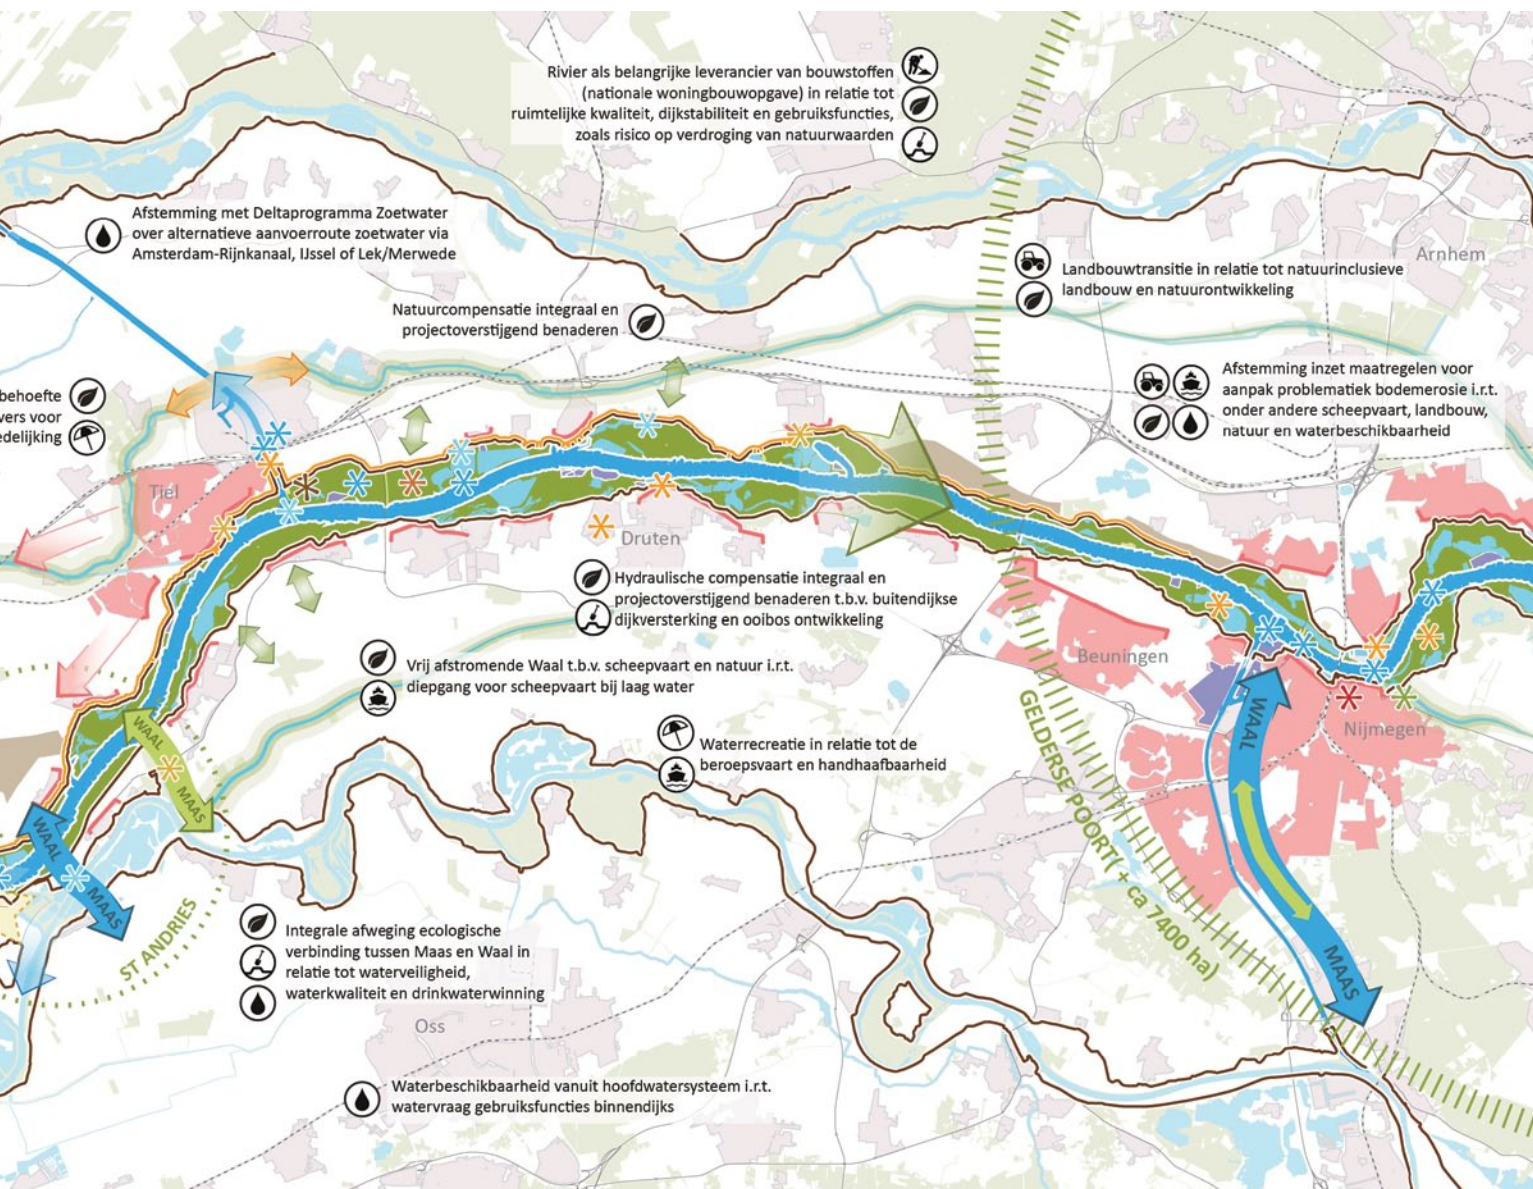 Rivier als belangrijke leverancier van bouwstoffen
(nationale woningbouwopgave) in relatie tot
ruimtelijke kwaliteit, dijkstabiliteit en gebruiksfuncties,
zoals risico op verdroging van natuurwaarden
Afstemming met Deltaprogramma Zoetwater
over alternatieve aanvoerroute zoetwater via
Amsterdam-Rijnkanaal, IJssel of Lek/Merwede
Arnhem
Landbouwtransitie in relatie tot natuurinclusieve
landbouw en natuurontwikkeling
Natuurcompensatie integraal en
projectoverstijgend benaderen
Afstemming inzet maatregelen voor
aanpak problematiek bodemerosie i.r.t.
onder andere scheepvaart, landbouw,
natuur en waterbeschikbaarheid
behoefte
vers voor
edelijking
Tiel
Druten
Hydraulische compensatie integraal en
projectoverstijgend benaderen t.b.v. buitendijkse
dijkversterking en ooibos ontwikkeling
Beuningen
Vrij afstromende Waal t.b.v. scheepvaart en natuur i.r.t.
diepgang voor scheepvaart bij laag water
Nijmegen
WAAL
MAAS
Waterrecreatie in relatie tot de
beroepsvaart en handhaafbaarheid
WAAL
MAAS
GELDERSE POORT( + ca 7400 ha)
WAAL
MAAS
ST ANDRIES
Integrale afweging ecologische
verbinding tussen Maas en Waal in
relatie tot waterveiligheid,
waterkwaliteit en drinkwaterwinning
Oss
Waterbeschikbaarheid vanuit hoofdwatersysteem i.r.t.
watervraag gebruiksfuncties binnendijks